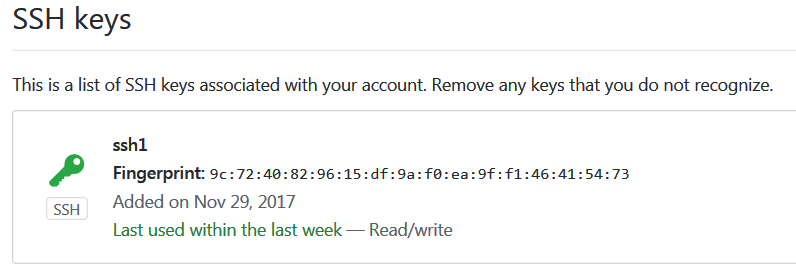 SSH keys
This is a list of SSH keys associated with your account. Remove any keys that you do not recognize.
ssh1
Fingerprint: 9c:72:40:82:96:15:df:9a:f0:ea:9f:f1:46:41:54:73
SSH
Added on Nov 29, 2017
Last used within the last week — Read/write